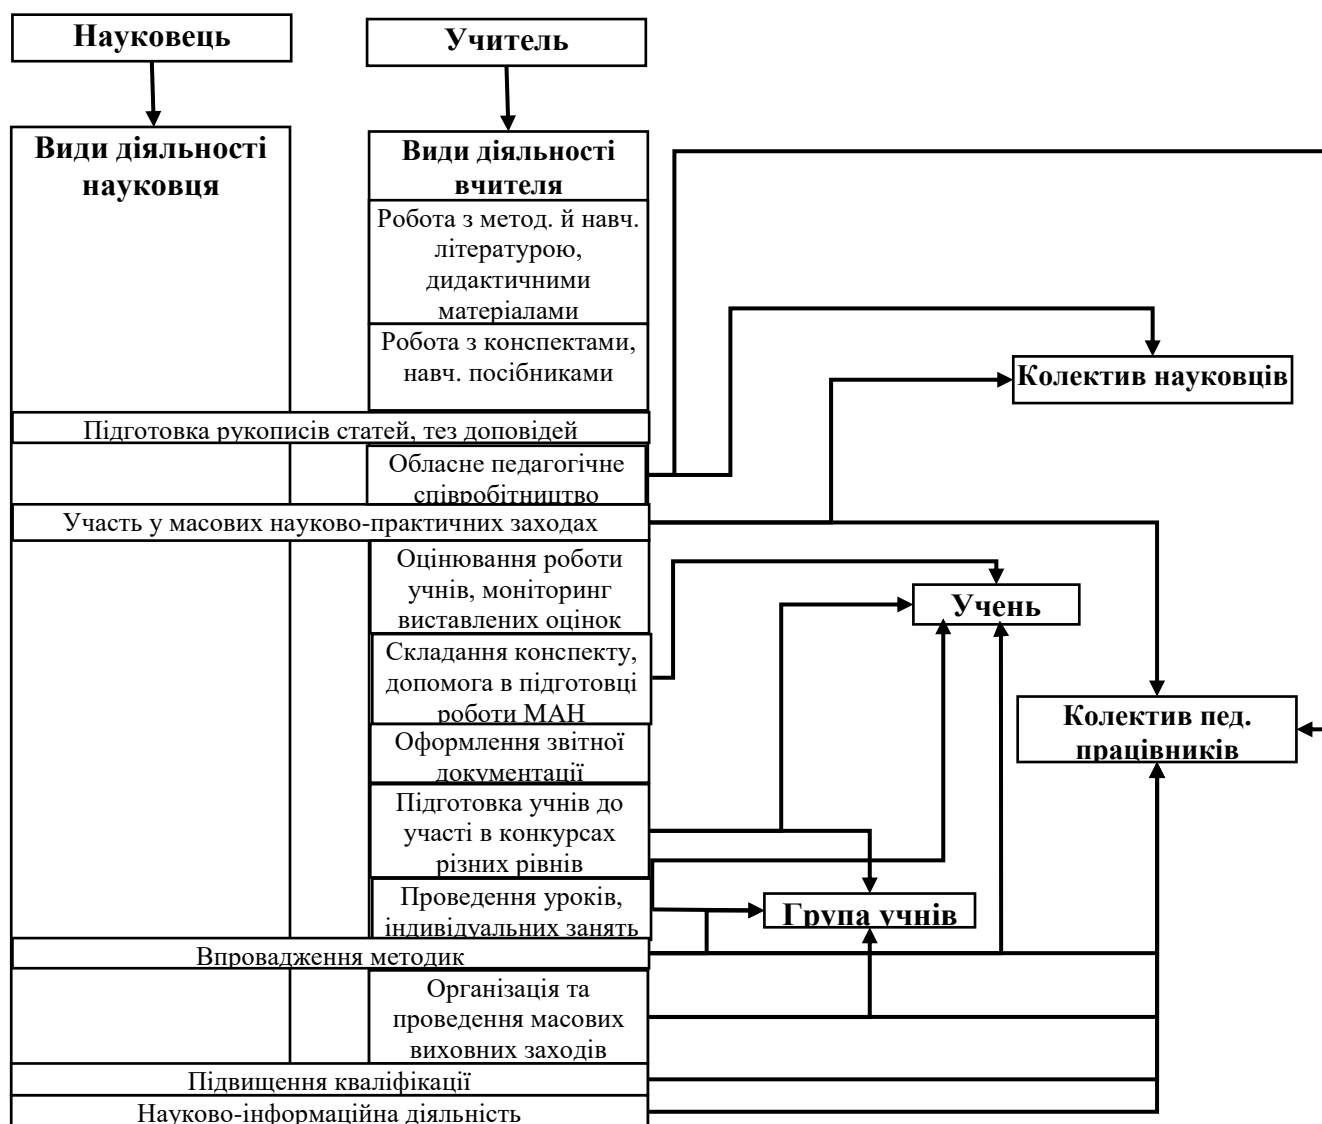 Науковець
Учитель
Види діяльності
науковця
Види діяльності
вчителя
Робота з метод. й навч.
літературою,
дидактичними
матеріалами
Робота з конспектами,
навч. посібниками
Колектив науковців
Підготовка рукописів статей, тез доповідей
Обласне педагогічне
співробітництво
Участь у масових науково-практичних заходах
Оцінювання роботи
учнів, моніторинг
виставлених оцінок
Учень
Складання конспекту,
допомога в підготовці
роботи МАН
Колектив пед.
працівників
Оформлення звітної
документації
Підготовка учнів до
участі в конкурсах
різних рівнів
Проведення уроків,
індивідуальних занять
Група учнів
Впровадження методик
Організація та
проведення масових
виховних заходів
Підвищення кваліфікації
Науково-інформаційна діяльність